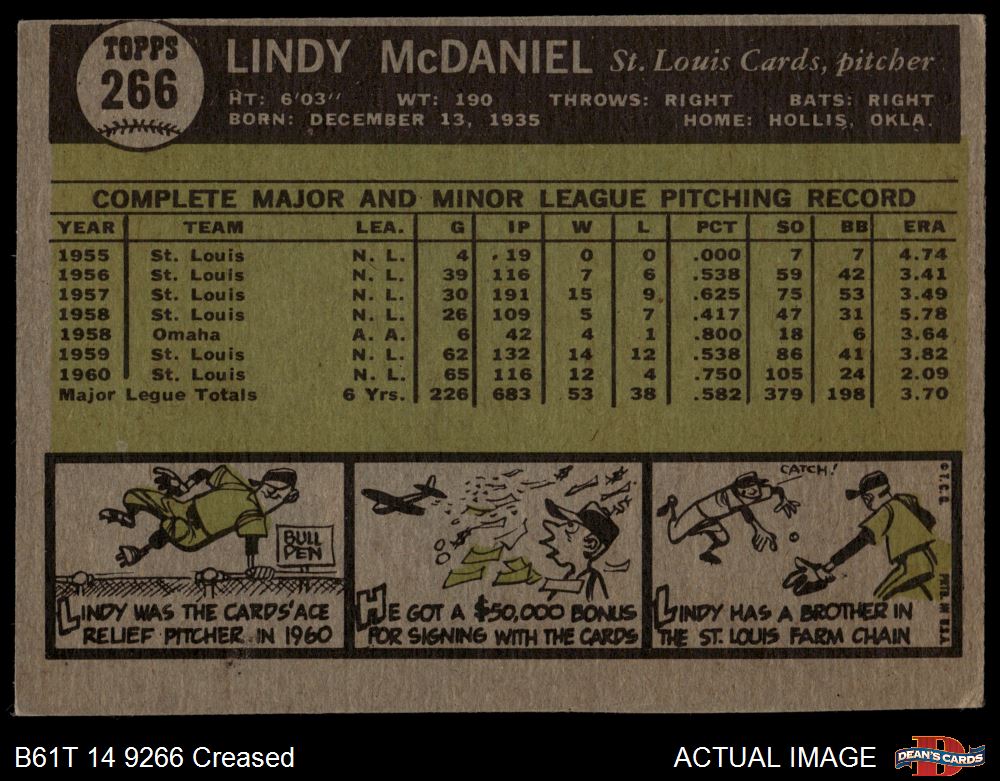 TOPPS
266
LINDY McDANIEL St. Louis Cards, pitcher
HT: 6'03" WT: 190 THROWS: RIGHT BATS: RIGHT
BORN: DECEMBER 13, 1935 HOME: HOLLIS, OKLA.
COMPLETE MAJOR AND MINOR LEAGUE PITCHING RECORD
YEAR TEAM LEA. G IP W L PCT SO BB ERA
1955 St. Louis N. L. 4 19 0 0 .000 7 7 4.74
1956 St. Louis N. L. 39 116 7 6 .538 59 42 3.41
1957 St. Louis N. L. 30 191 15 9 .625 75 53 3.49
1958 St. Louis N. L. 26 109 5 7 .417 47 31 5.78
1958 Omaha A. A. 6 42 4 1 .800 18 6 3.64
1959 St. Louis N. L. 62 132 14 12 .538 86 41 3.82
1960 St. Louis N. L. 65 116 12 4 .750 105 24 2.09
Major Legue Totals 6 Yrs. 226 683 53 38 .582 379 198 3.70
BULL
PEN
LINDY WAS THE CARDS' ACE
RELIEF PITCHER IN 1960
HE GOT A $50,000 BONUS
FOR SIGNING WITH THE CARDS
CATCH!
LINDY HAS A BROTHER IN
THE ST. LOUIS FARM CHAIN
© T.C.G. PRTD. IN U.S.A.
B61T 14 9266 Creased
ACTUAL IMAGE
DEAN'S CARDS